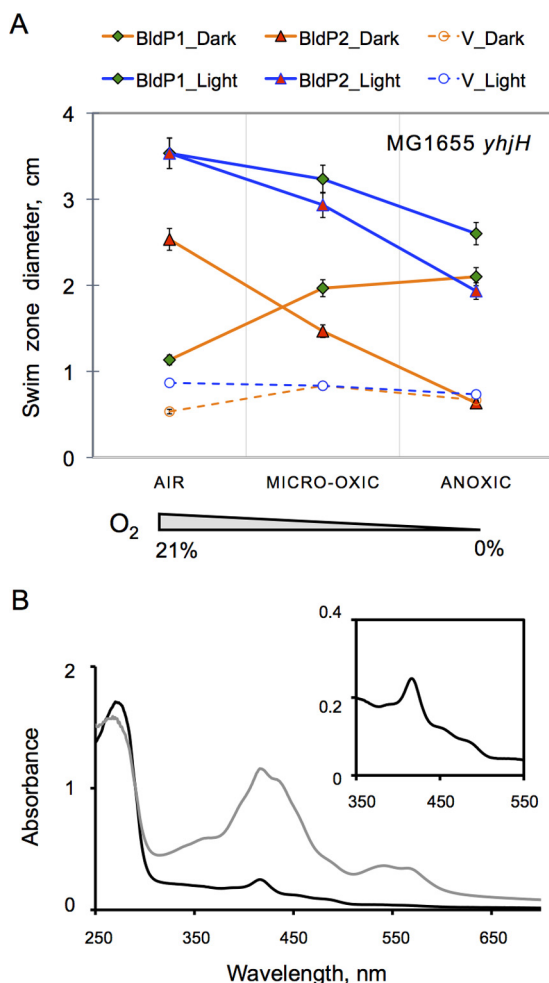 A
BldP1_Dark BldP2_Dark V_Dark
BldP1_Light BldP2_Light V_Light
MG1655 yhjH
4
3
2
1
0
Swim zone diameter, cm
AIR MICRO-OXIC ANOXIC
O2
21% 0%
B
0.4
0.2
0
350 450 550
2
1
0
Absorbance
250 350 450 550 650
Wavelength, nm